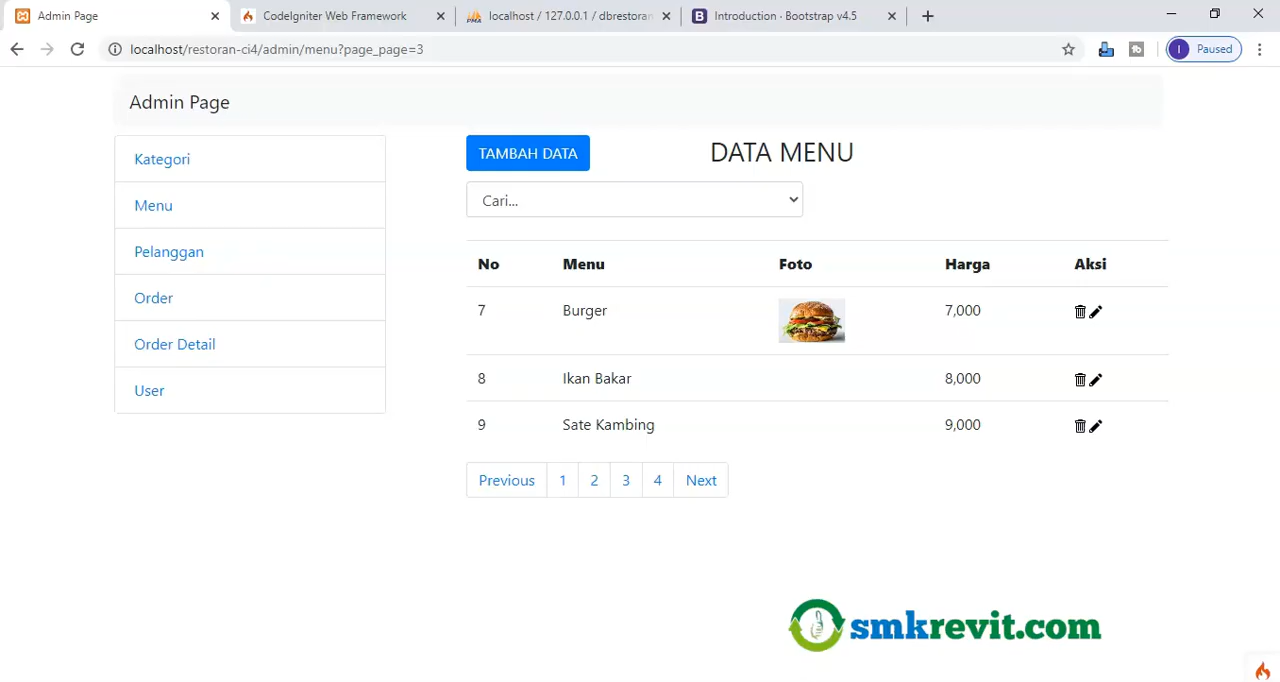 Admin Page
CodeIgniter Web Framework
localhost / 127.0.0.1 / dbrestoran
Introduction · Bootstrap v4.5
localhost/restoran-ci4/admin/menu?page_page=3
I Paused
Admin Page
Kategori
Menu
Pelanggan
Order
Order Detail
User
TAMBAH DATA
DATA MENU
Cari...
No Menu Foto Harga Aksi
7 Burger 7,000
8 Ikan Bakar 8,000
9 Sate Kambing 9,000
Previous 1 2 3 4 Next
smkrevit.com